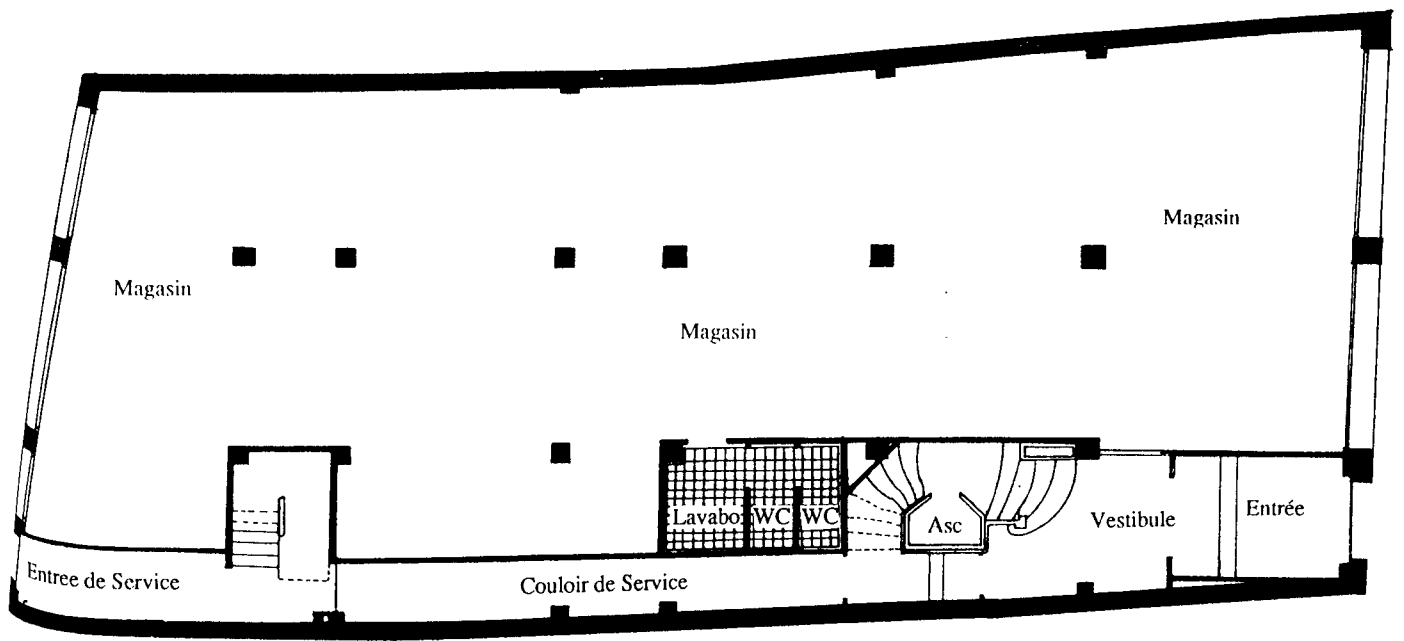 Magasin
Magasin
Magasin
Lavabo
WC
WC
Asc
Vestibule
Entrée
Entree de Service
Couloir de Service